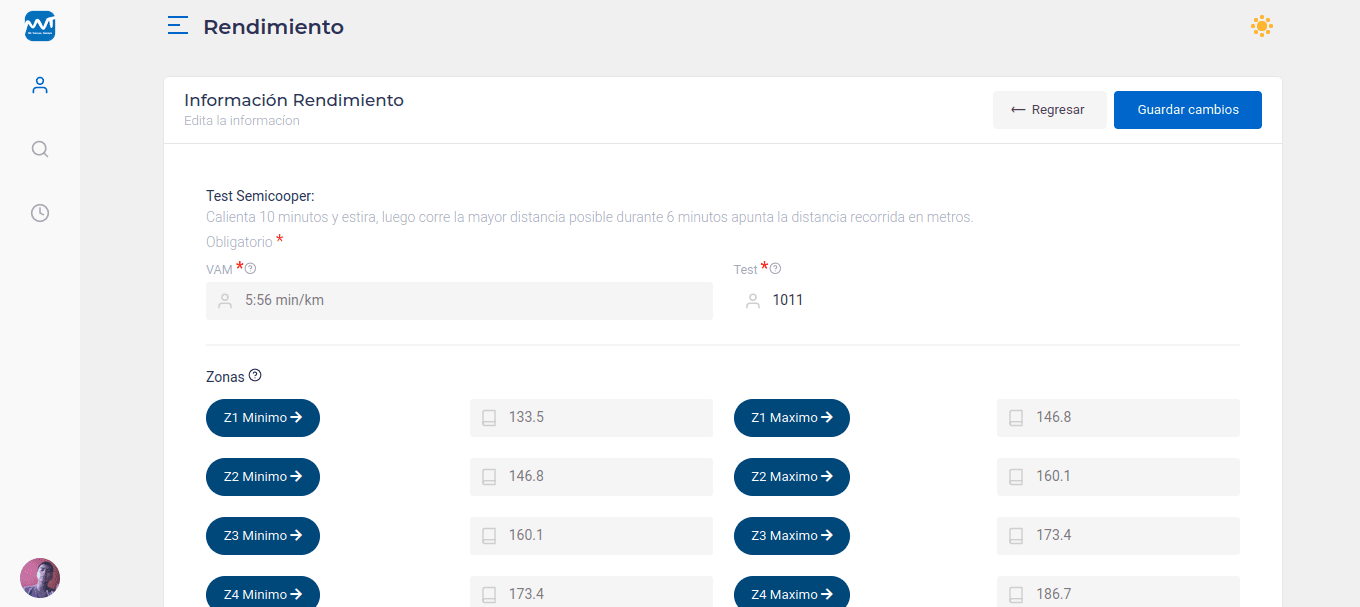 Rendimiento
Información Rendimiento
Edita la informacion
← Regresar
Guardar cambios
Test Semicooper:
Calienta 10 minutos y estira, luego corre la mayor distancia posible durante 6 minutos apunta la distancia recorrida en metros.
Obligatorio *
VAM *
Test *
5:56 min/km
1011
Zonas
Z1 Minimo → 133.5 Z1 Maximo → 146.8
Z2 Minimo → 146.8 Z2 Maximo → 160.1
Z3 Minimo → 160.1 Z3 Maximo → 173.4
Z4 Minimo → 173.4 Z4 Maximo → 186.7